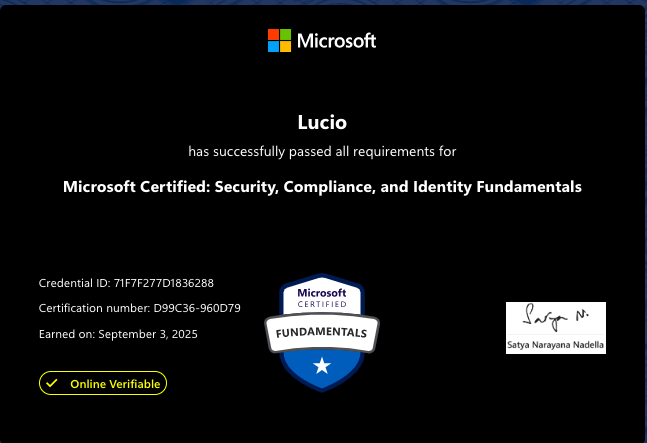 Microsoft
Lucio
has successfully passed all requirements for
Microsoft Certified: Security, Compliance, and Identity Fundamentals
Credential ID: 71F7F277D1836288
Certification number: D99C36-960D79
Earned on: September 3, 2025
Online Verifiable
Microsoft
CERTIFIED
FUNDAMENTALS
Satya N.
Satya Narayana Nadella